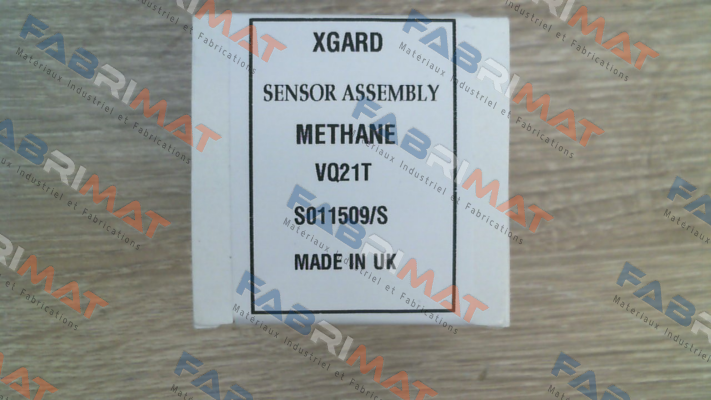 XGARD
SENSOR ASSEMBLY
METHANE
VQ21T
S011509/S
MADE IN UK
FABRIMAT
Materiaux Industriel et Fabrications